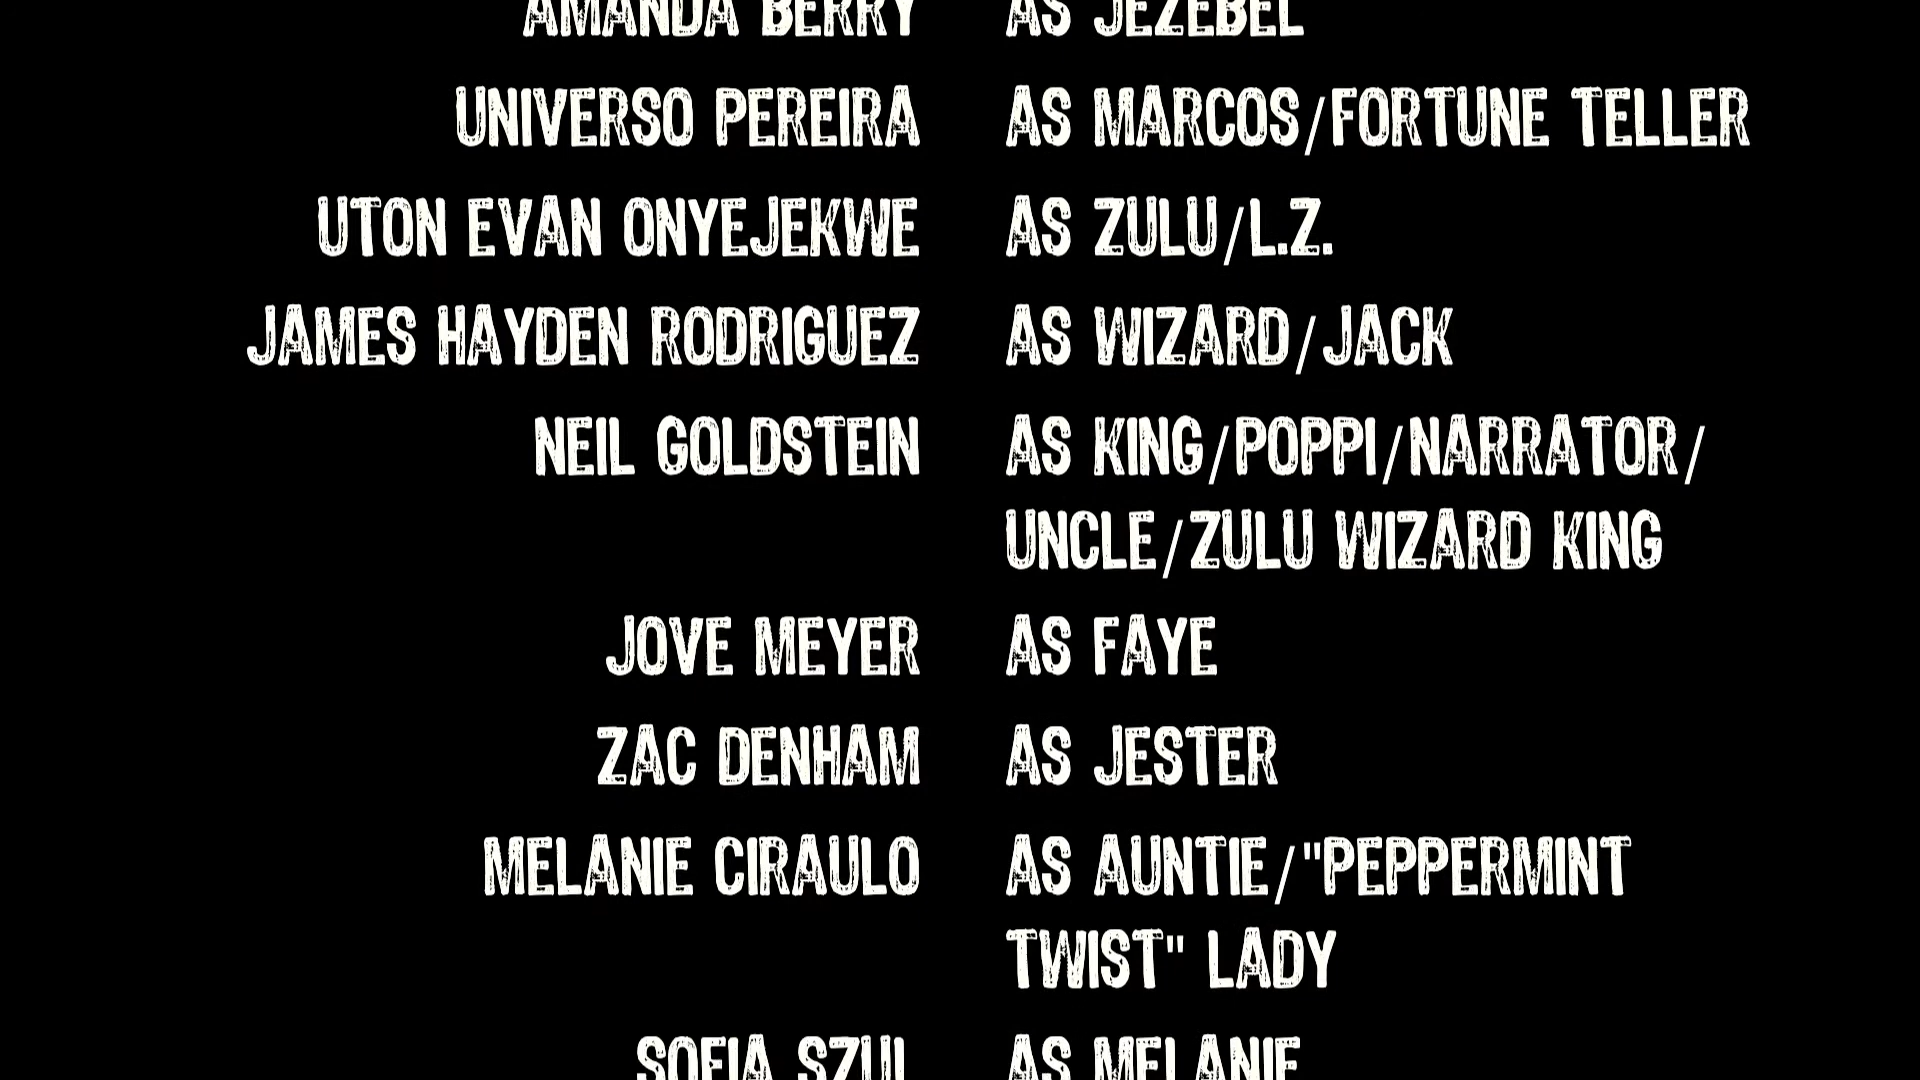 AMANDA BERRY AS JEZEBEL
UNIVERSO PEREIRA AS MARCOS/FORTUNE TELLER
UTON EVAN ONYEJEKWE AS ZULU/L.Z.
JAMES HAYDEN RODRIGUEZ AS WIZARD/JACK
NEIL GOLDSTEIN AS KING/POPPI/NARRATOR/
UNCLE/ZULU WIZARD KING
JOVE MEYER AS FAYE
ZAC DENHAM AS JESTER
MELANIE CIRAULO AS AUNTIE/"PEPPERMINT
TWIST" LADY
SOFIA SZUL AS MELANIE